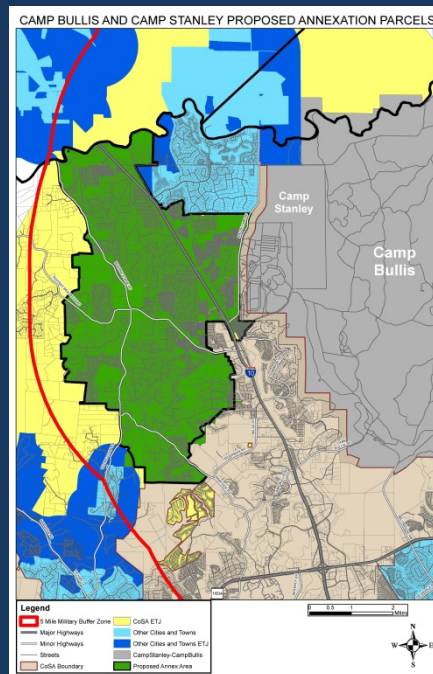 CAMP BULLIS AND CAMP STANLEY PROPOSED ANNEXATION PARCELS
Camp
Stanley
Camp
Bullis
10
Legend
5 Mile Military Buffer Zone
Major Highways
Minor Highways
Streets
CoSA Boundary
CoSA ETJ
Other Cities and Towns
Other Cities and Towns ETJ
CampStanley-CampBullis
Proposed Annex Area
0 0.5 1 2
Miles
N
W E
S